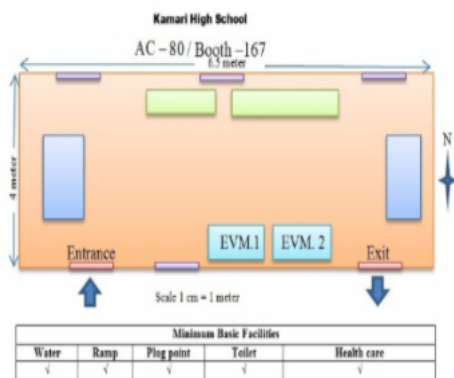 Kamari High School
AC – 80 / Booth –167
6.5 meter
4 meter
N
EVM.1 EVM. 2
Entrance Exit
Scale 1 cm = 1 meter
Minimum Basic Facilities
Water Ramp Plug point Toilet Health care
√ √ √ √ √